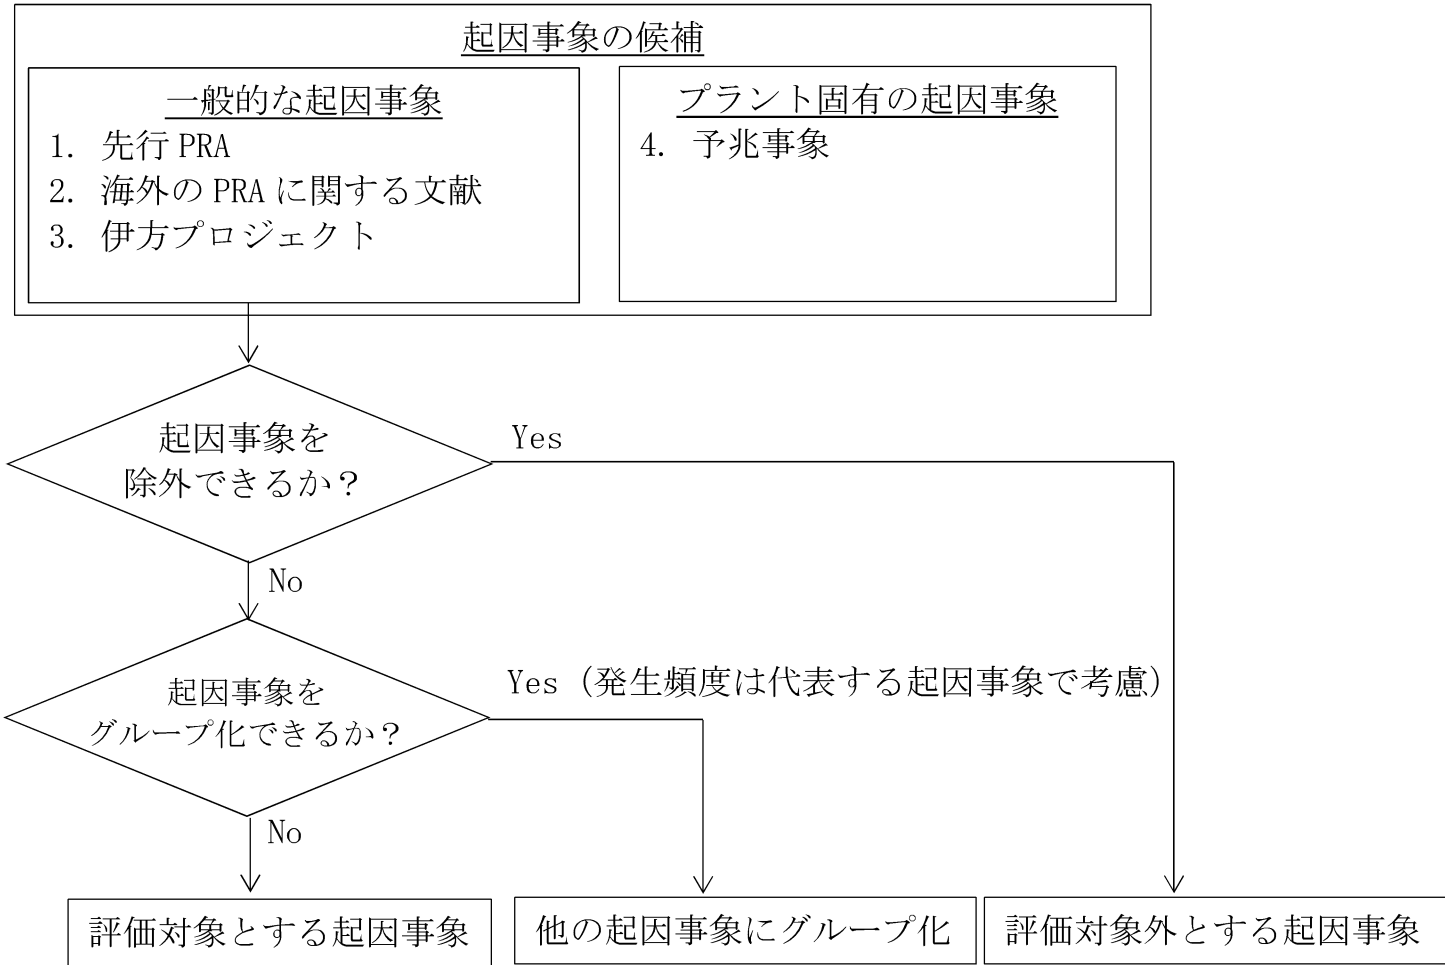 起因事象の候補
一般的な起因事象
1. 先行 PRA
2. 海外の PRA に関する文献
3. 伊方プロジェクト
プラント固有の起因事象
4. 予兆事象
起因事象を
除外できるか？
Yes
No
起因事象を
グループ化できるか？
Yes (発生頻度は代表する起因事象で考慮)
No
評価対象とする起因事象
他の起因事象にグループ化
評価対象外とする起因事象